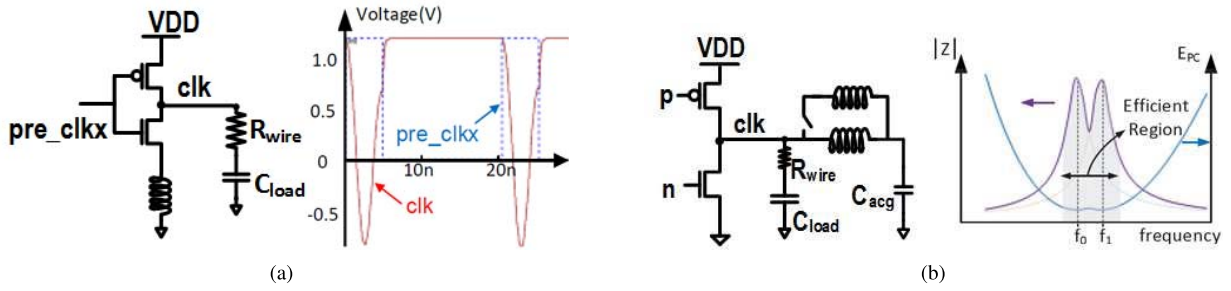 VDD
clk
pre_clkx
Rwire
Cload
Voltage(V)
1.0
0.5
0
-0.5
10n
20n
pre_clkx
clk
(a)
VDD
p
clk
n
Rwire
Cload
Cacg
|Z|
EPC
Efficient
Region
f0
f1
frequency
(b)